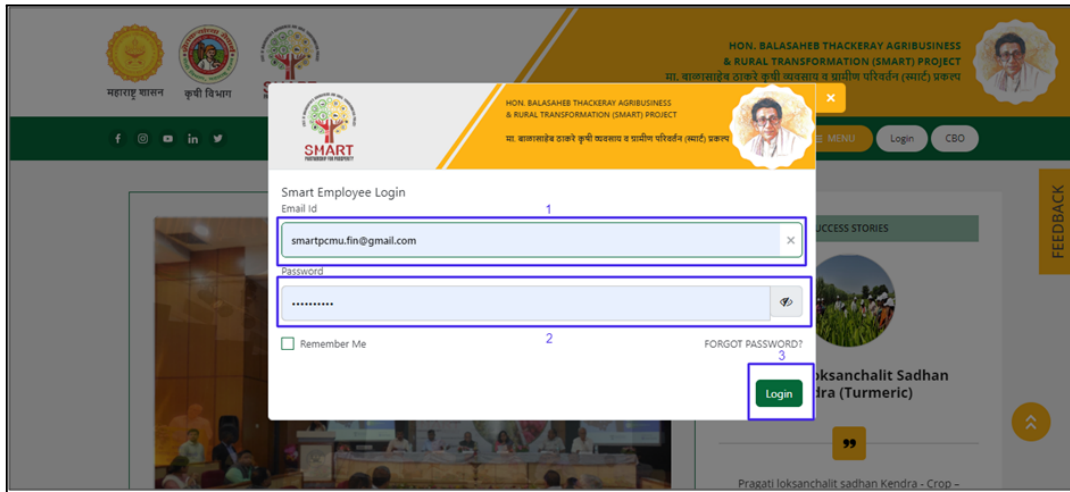 HON. BALASAHEB THACKERAY AGRIBUSINESS
& RURAL TRANSFORMATION (SMART) PROJECT
मा. बाळासाहेब ठाकरे कृषी व्यवसाय व ग्रामीण परिवर्तन (स्मार्ट) प्रकल्प
महाराष्ट्र शासन
कृषी विभाग
HON. BALASAHEB THACKERAY AGRIBUSINESS
& RURAL TRANSFORMATION (SMART) PROJECT
मा. बाळासाहेब ठाकरे कृषी व्यवसाय व ग्रामीण परिवर्तन (स्मार्ट) प्रकल्प
SMART
PARTNERSHIP FOR PROSPERITY
×
MENU
Login
CBO
FEEDBACK
Smart Employee Login
Email Id
1
smartpcmu.fin@gmail.com
×
Password
••••••••••
2
Remember Me
FORGOT PASSWORD?
3
Login
SUCCESS STORIES
loksanchalit Sadhan
(Turmeric)
Pragati loksanchalit sadhan Kendra - Crop –